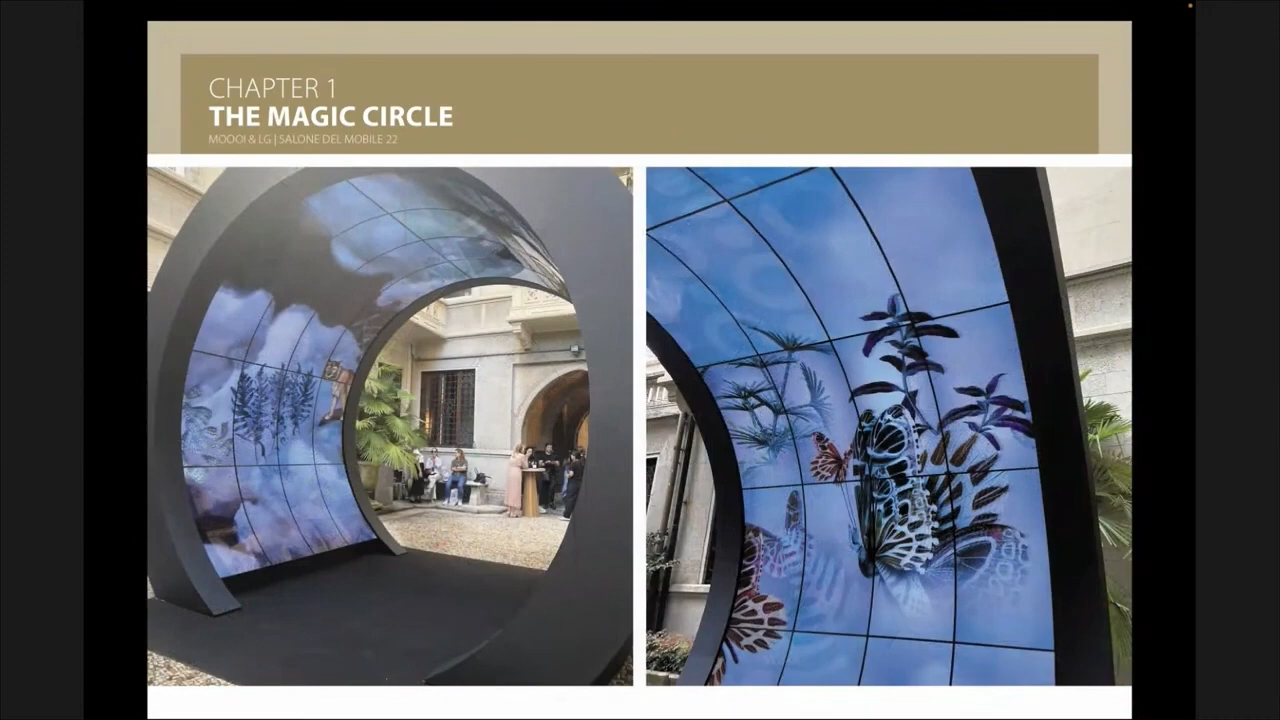 CHAPTER 1
THE MAGIC CIRCLE
MOOOI & LG | SALONE DEL MOBILE 22